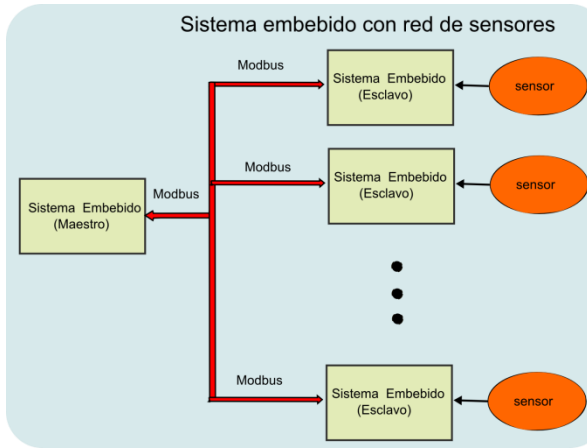 Sistema embebido con red de sensores
Modbus
Sistema Embebido
(Esclavo)
sensor
Modbus
Sistema Embebido
(Esclavo)
sensor
Modbus
Sistema Embebido
(Maestro)
Modbus
Sistema Embebido
(Esclavo)
sensor